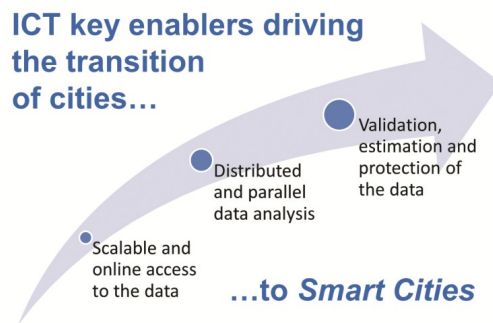 ICT key enablers driving
the transition
of cities…
Validation,
estimation and
protection of
the data
Distributed
and parallel
data analysis
Scalable and
online access
to the data
…to Smart Cities